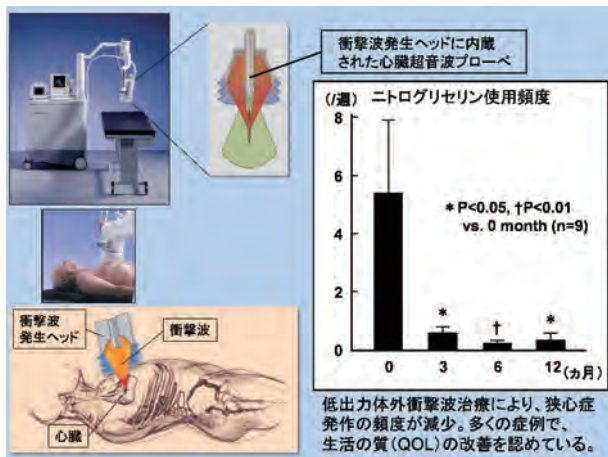 衝撃波発生ヘッドに内蔵
された心臓超音波プローベ
(/週) ニトログリセリン使用頻度
8
6
4
2
0
*P<0.05, †P<0.01
vs. 0 month (n=9)
*
†
*
0 3 6 12 (ヵ月)
衝撃波
発生ヘッド
衝撃波
心臓
低出力体外衝撃波治療により、狭心症
発作の頻度が減少。多くの症例で、
生活の質(QOL)の改善を認めている。